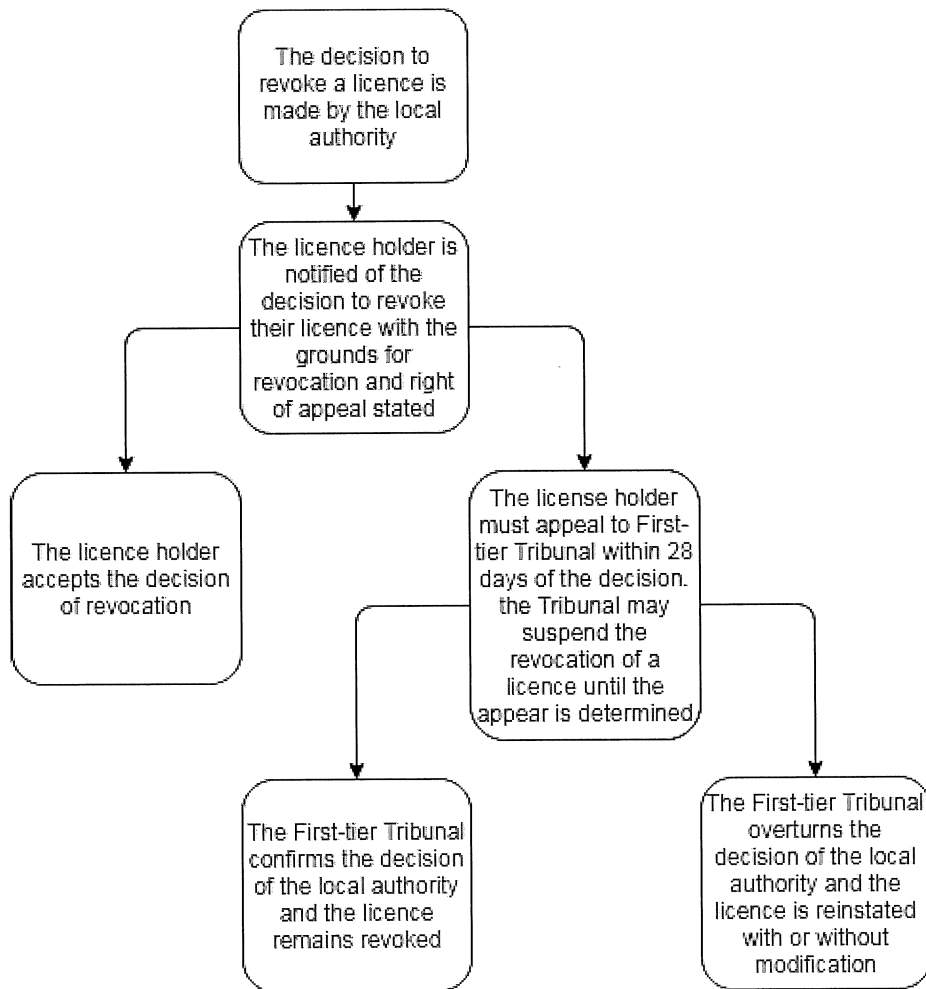 The decision to
revoke a licence is
made by the local
authority
The licence holder is
notified of the
decision to revoke
their licence with the
grounds for
revocation and right
of appeal stated
The licence holder
accepts the decision
of revocation
The license holder
must appeal to First-
tier Tribunal within 28
days of the decision.
the Tribunal may
suspend the
revocation of a
licence until the
appear is determined
The First-tier Tribunal
confirms the decision
of the local authority
and the licence
remains revoked
The First-tier Tribunal
overturns the
decision of the local
authority and the
licence is reinstated
with or without
modification